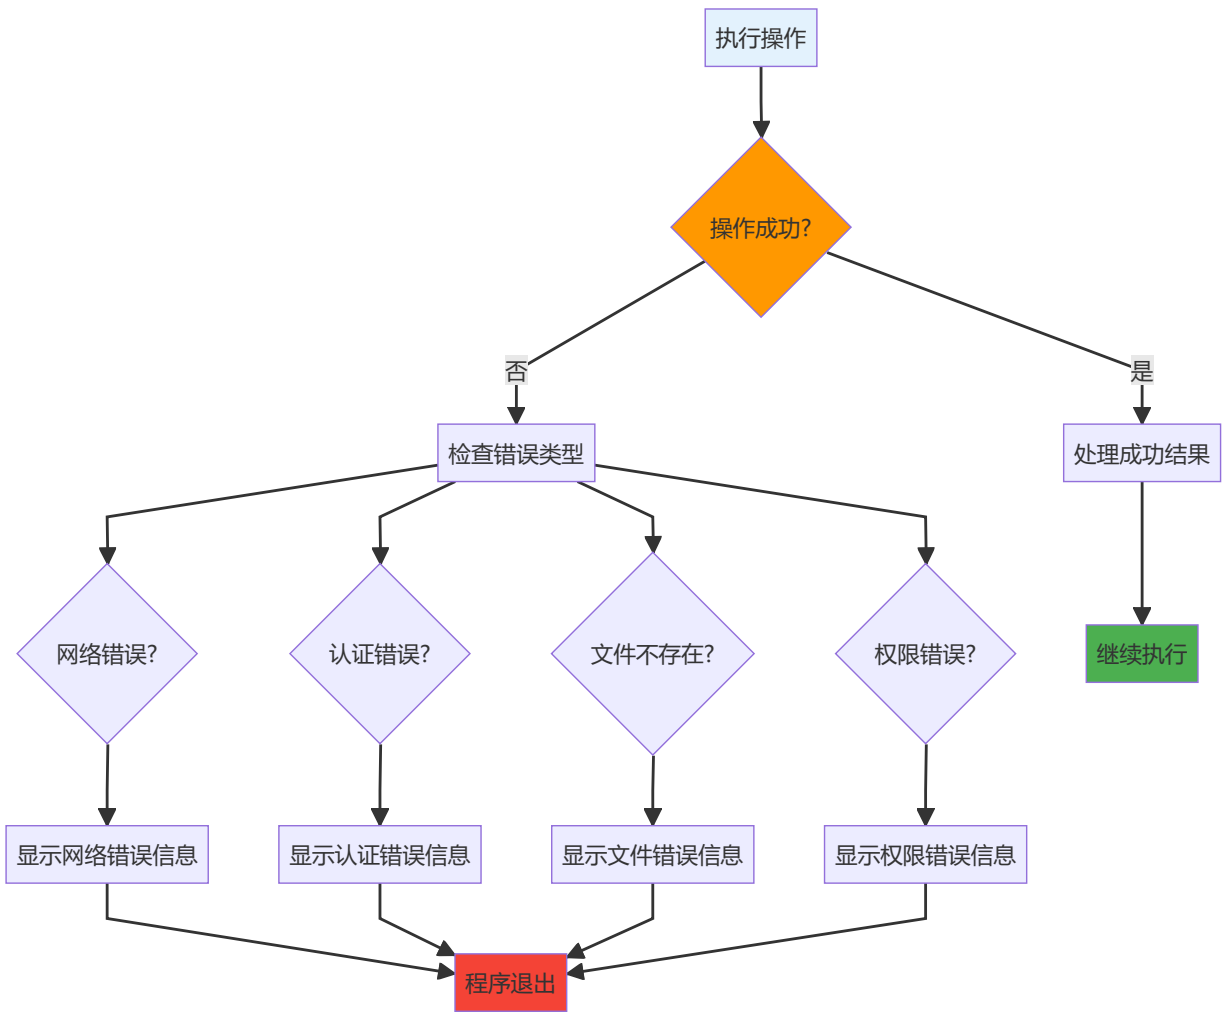 执行操作
操作成功?
否
是
检查错误类型
处理成功结果
网络错误?
认证错误?
文件不存在?
权限错误?
继续执行
显示网络错误信息
显示认证错误信息
显示文件错误信息
显示权限错误信息
程序退出